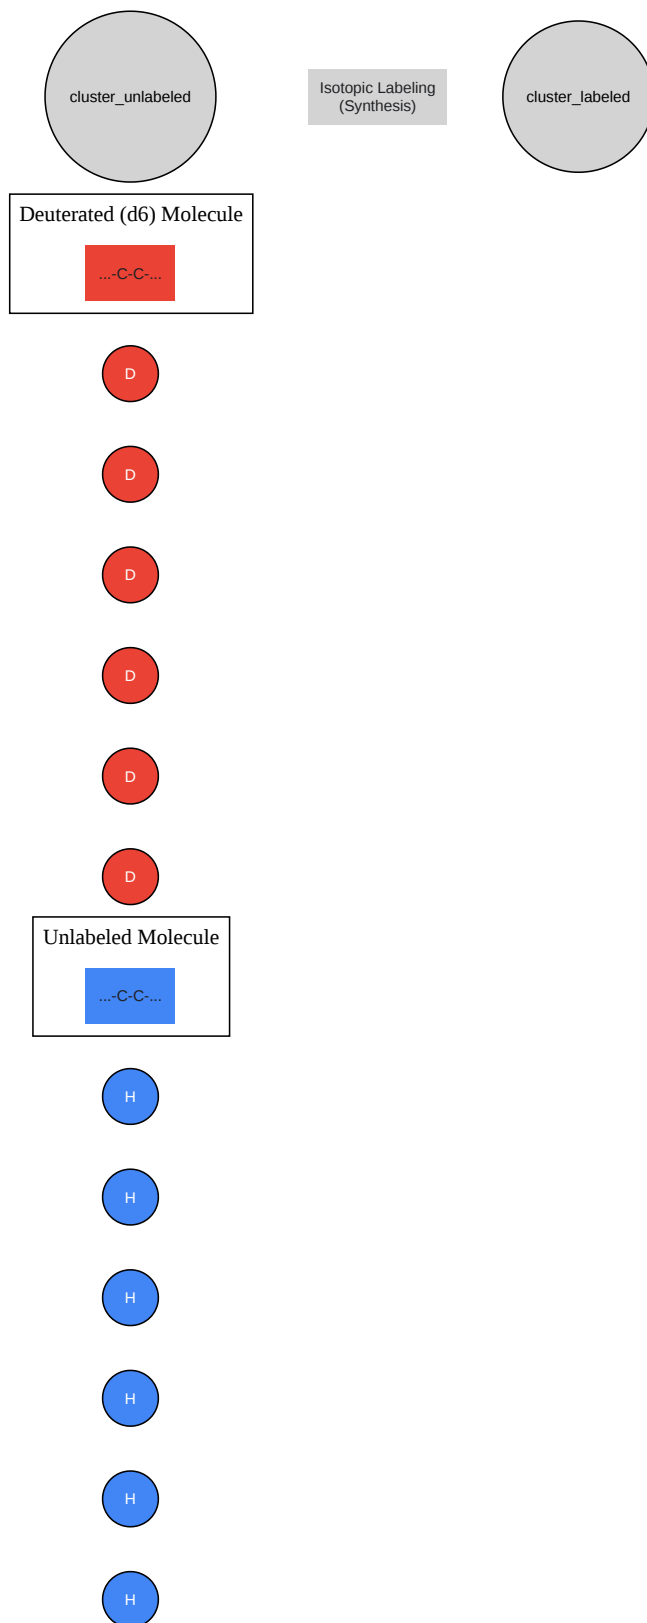 cluster_unlabeled
Isotopic Labeling
(Synthesis)
cluster_labeled
Deuterated (d6) Molecule
...-C-C-...
D
D
D
D
D
D
Unlabeled Molecule
...-C-C-...
H
H
H
H
H
H